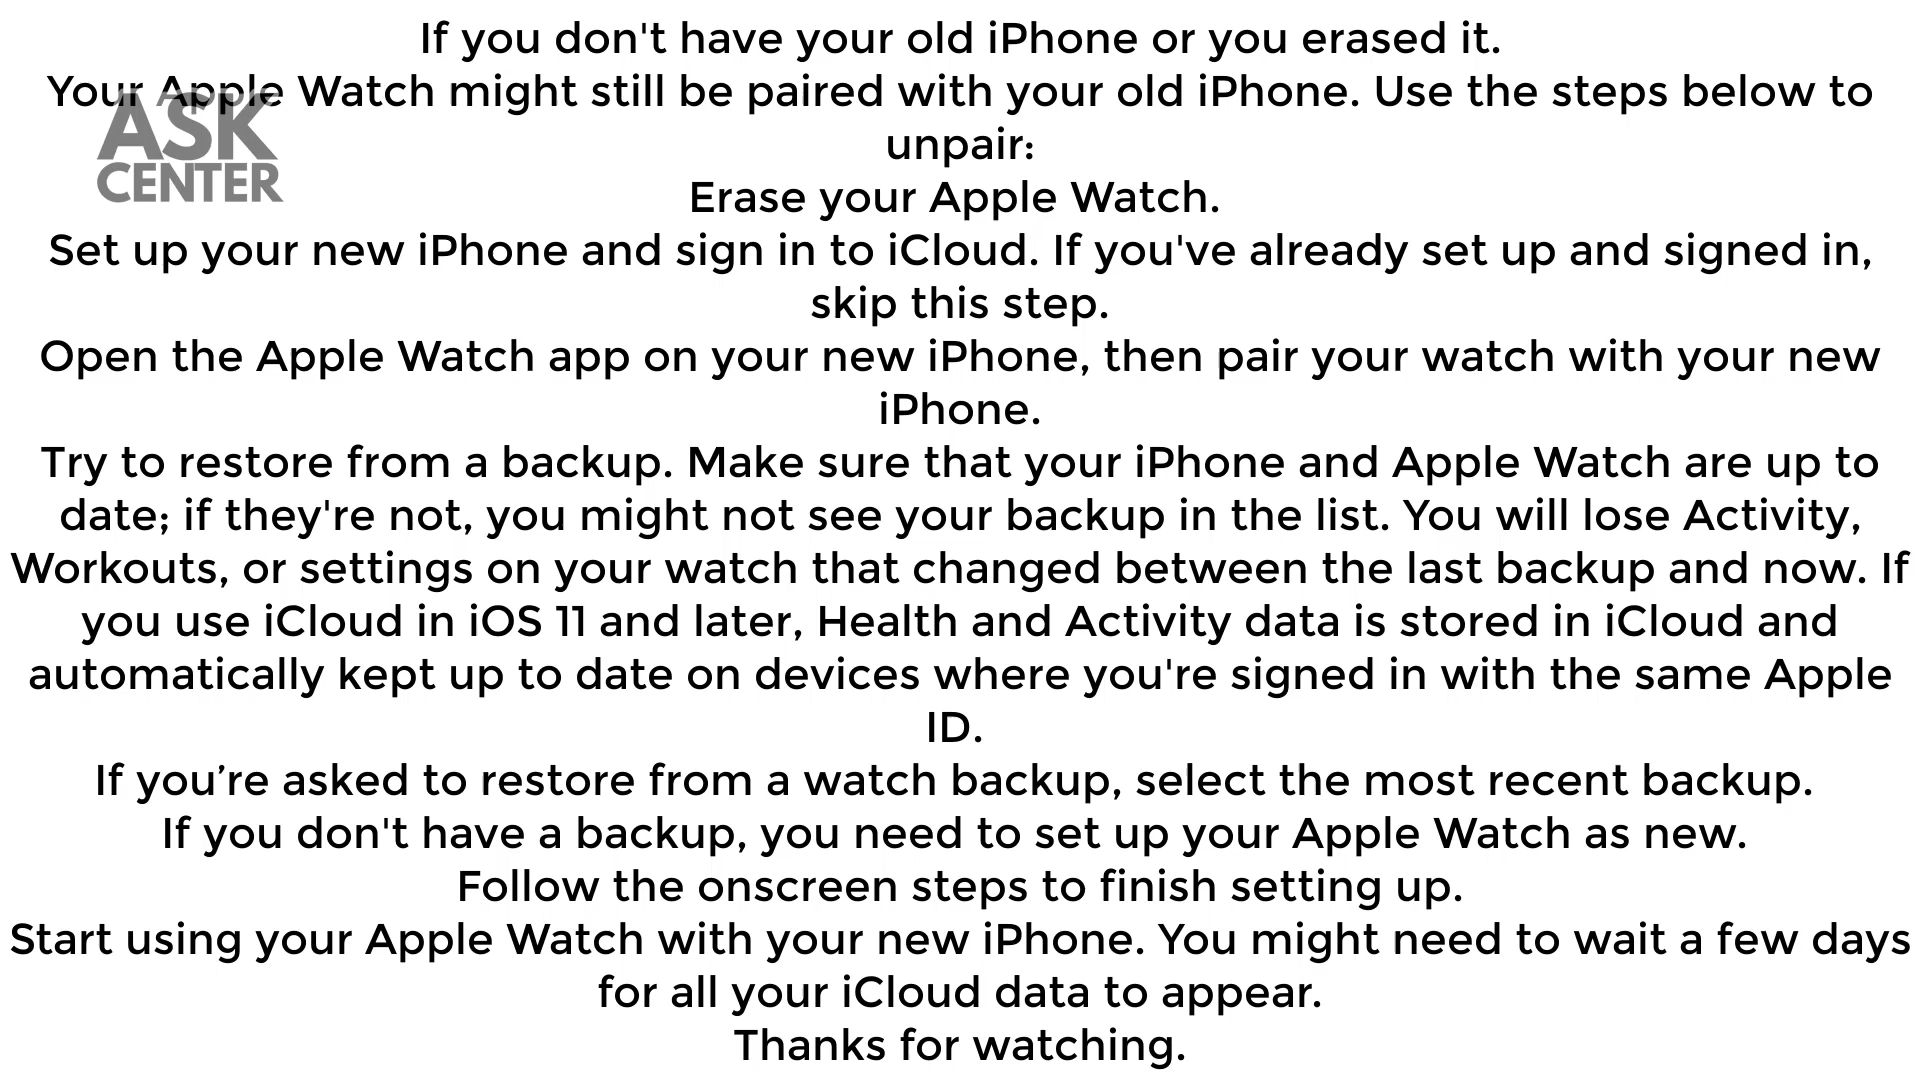 If you don't have your old iPhone or you erased it.
Your Apple Watch might still be paired with your old iPhone. Use the steps below to
unpair:
ASK
CENTER
Erase your Apple Watch.
Set up your new iPhone and sign in to iCloud. If you've already set up and signed in,
skip this step.
Open the Apple Watch app on your new iPhone, then pair your watch with your new
iPhone.
Try to restore from a backup. Make sure that your iPhone and Apple Watch are up to
date; if they're not, you might not see your backup in the list. You will lose Activity,
Workouts, or settings on your watch that changed between the last backup and now. If
you use iCloud in iOS 11 and later, Health and Activity data is stored in iCloud and
automatically kept up to date on devices where you're signed in with the same Apple
ID.
If you’re asked to restore from a watch backup, select the most recent backup.
If you don't have a backup, you need to set up your Apple Watch as new.
Follow the onscreen steps to finish setting up.
Start using your Apple Watch with your new iPhone. You might need to wait a few days
for all your iCloud data to appear.
Thanks for watching.